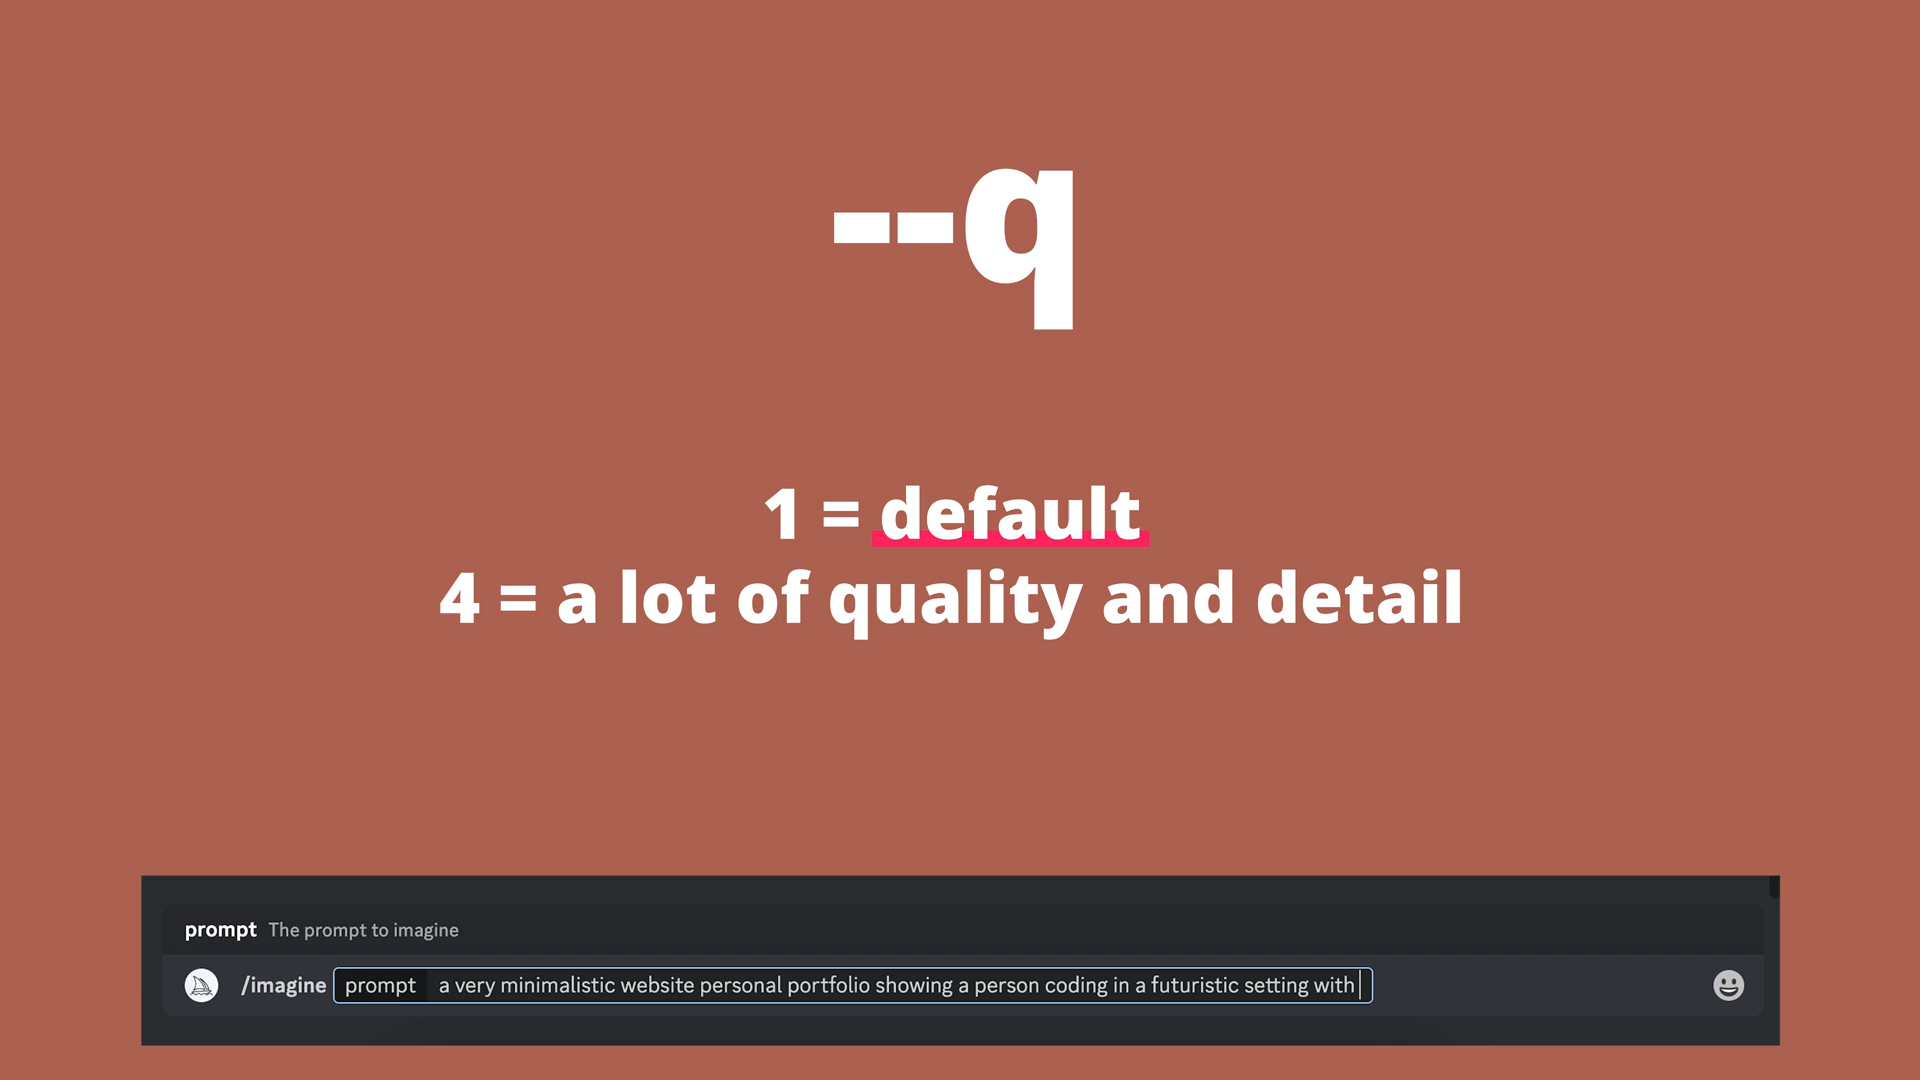 --q
1 = default
4 = a lot of quality and detail
prompt The prompt to imagine
/imagine prompt a very minimalistic website personal portfolio showing a person coding in a futuristic setting with